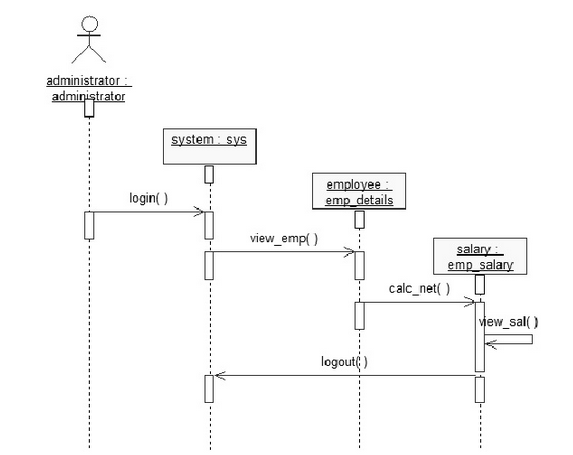 administrator :
administrator
system : sys
employee :
emp_details
login( )
view_emp( )
salary :
emp_salary
calc_net( )
view_sal( )
logout( )